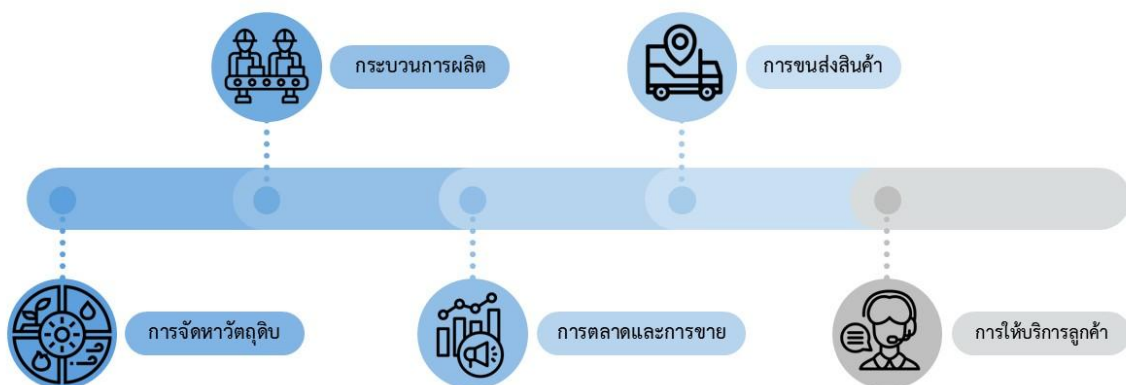 กระบวนการผลิต
การขนส่งสินค้า
การจัดหาวัตถุดิบ
การตลาดและการขาย
การให้บริการลูกค้า